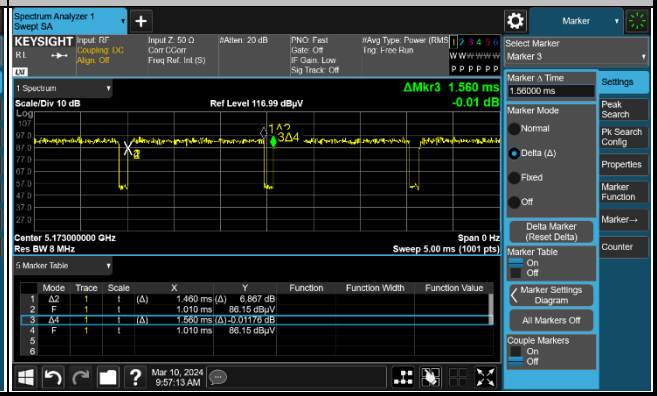 Spectrum Analyzer 1
Swept SA
+
Marker
KEYSIGHT Input: RF Input Z: 50 Ω #Atten: 20 dB PNO: Fast #Avg Type: Power (RMS 1 2 3 4 5 6
RL Coupling: DC Corr CCorr Gate: Off Trig: Free Run W W W W W W
Align: Off Freq Ref: Int (S) IF Gain: Low P P P P P P
Sig Track: Off
LXI
Select Marker
Marker 3
1 Spectrum
ΔMkr3 1.560 ms
Scale/Div 10 dB Ref Level 116.99 dBµV -0.01 dB
Log
107
97.0
87.0
77.0
67.0
57.0
47.0
37.0
27.0
1Δ2
3Δ4
Center 5.173000000 GHz Span 0 Hz
Res BW 8 MHz Sweep 5.00 ms (1001 pts)
5 Marker Table
Mode Trace Scale X Y Function Function Width Function Value
1 Δ2 1 t (Δ) 1.460 ms (Δ) 6.867 dB
2 F 1 t 1.010 ms 86.15 dBµV
3 Δ4 1 t (Δ) 1.560 ms (Δ) -0.01176 dB
4 F 1 t 1.010 ms 86.15 dBµV
5
6
Mar 10, 2024
9:57:13 AM
?
Marker Δ Time
1.56000 ms
Marker Mode
Normal
Delta (Δ)
Fixed
Off
Delta Marker
(Reset Delta)
Marker Table
On
Off
Marker Settings
Diagram
All Markers Off
Couple Markers
On
Off
Settings
Peak
Search
Pk Search
Config
Properties
Marker
Function
Marker→
Counter